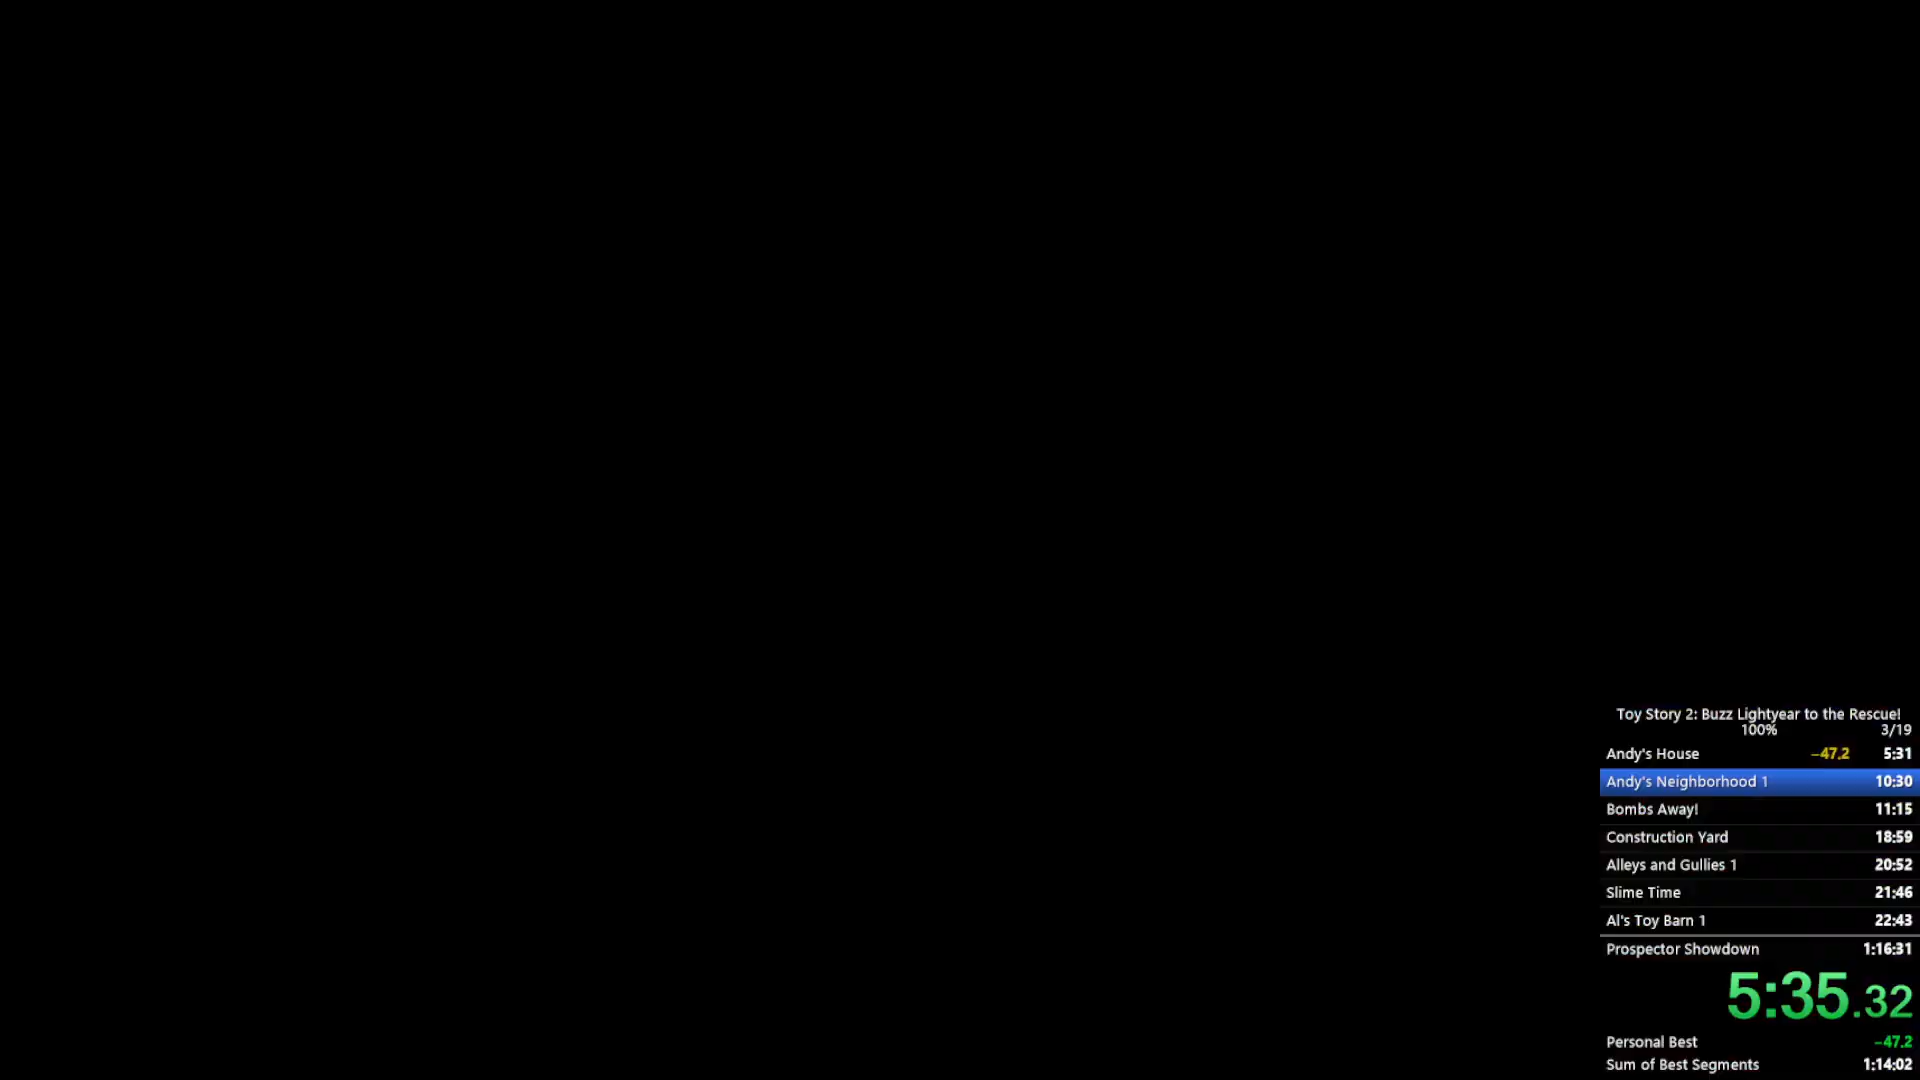 Toy Story 2: Buzz Lightyear to the Rescue!
100% 3/19
Andy's House −47.2 5:31
Andy's Neighborhood 1 10:30
Bombs Away! 11:15
Construction Yard 18:59
Alleys and Gullies 1 20:52
Slime Time 21:46
Al's Toy Barn 1 22:43
Prospector Showdown 1:16:31
5:35.32
Personal Best −47.2
Sum of Best Segments 1:14:02